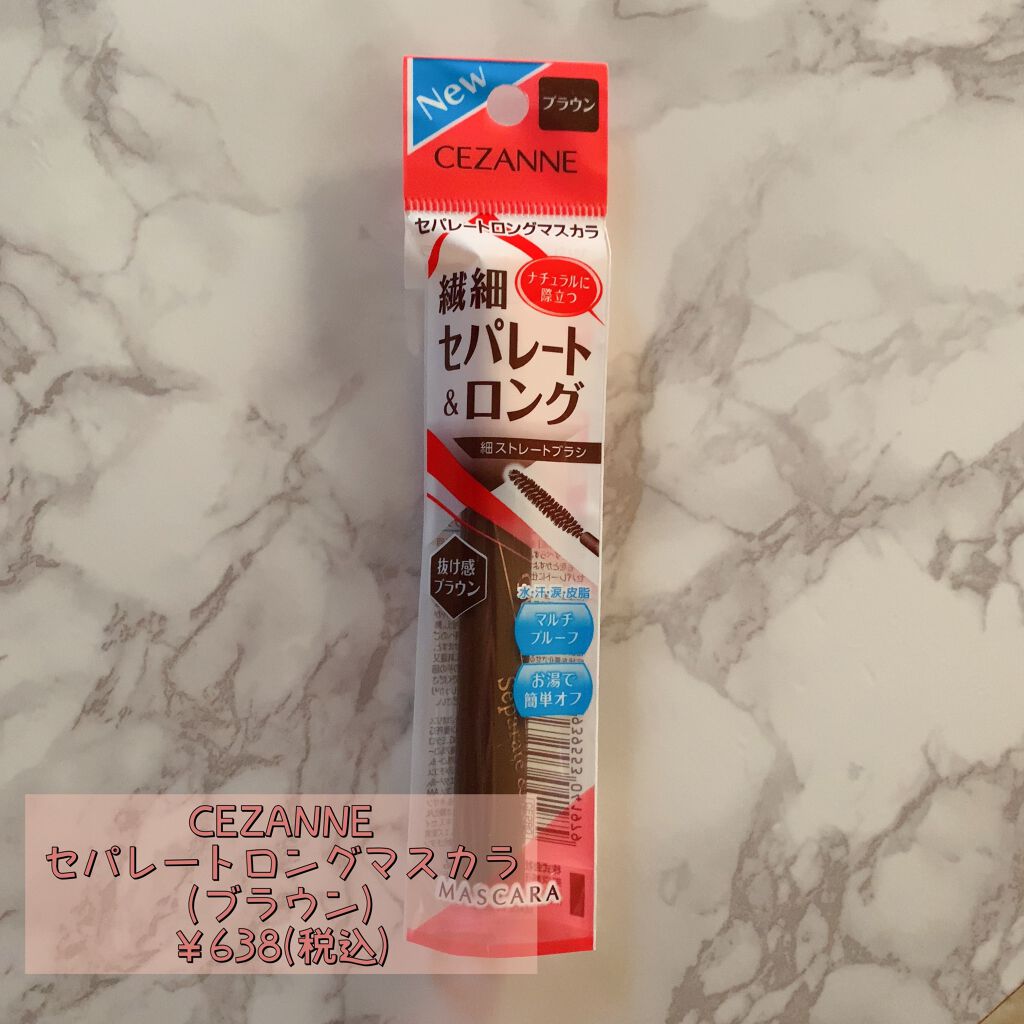 New
ブラウン
CEZANNE
セパレートロングマスカラ
ナチュラルに
際立つ
繊細
セパレート
&ロング
細ストレートブラシ
抜け感
ブラウン
水・汗・涙・皮脂
マルチ
プルーフ
お湯で
簡単オフ
Separate &
MASCARA
CEZANNE
セパレートロングマスカラ
(ブラウン)
¥638(税込)